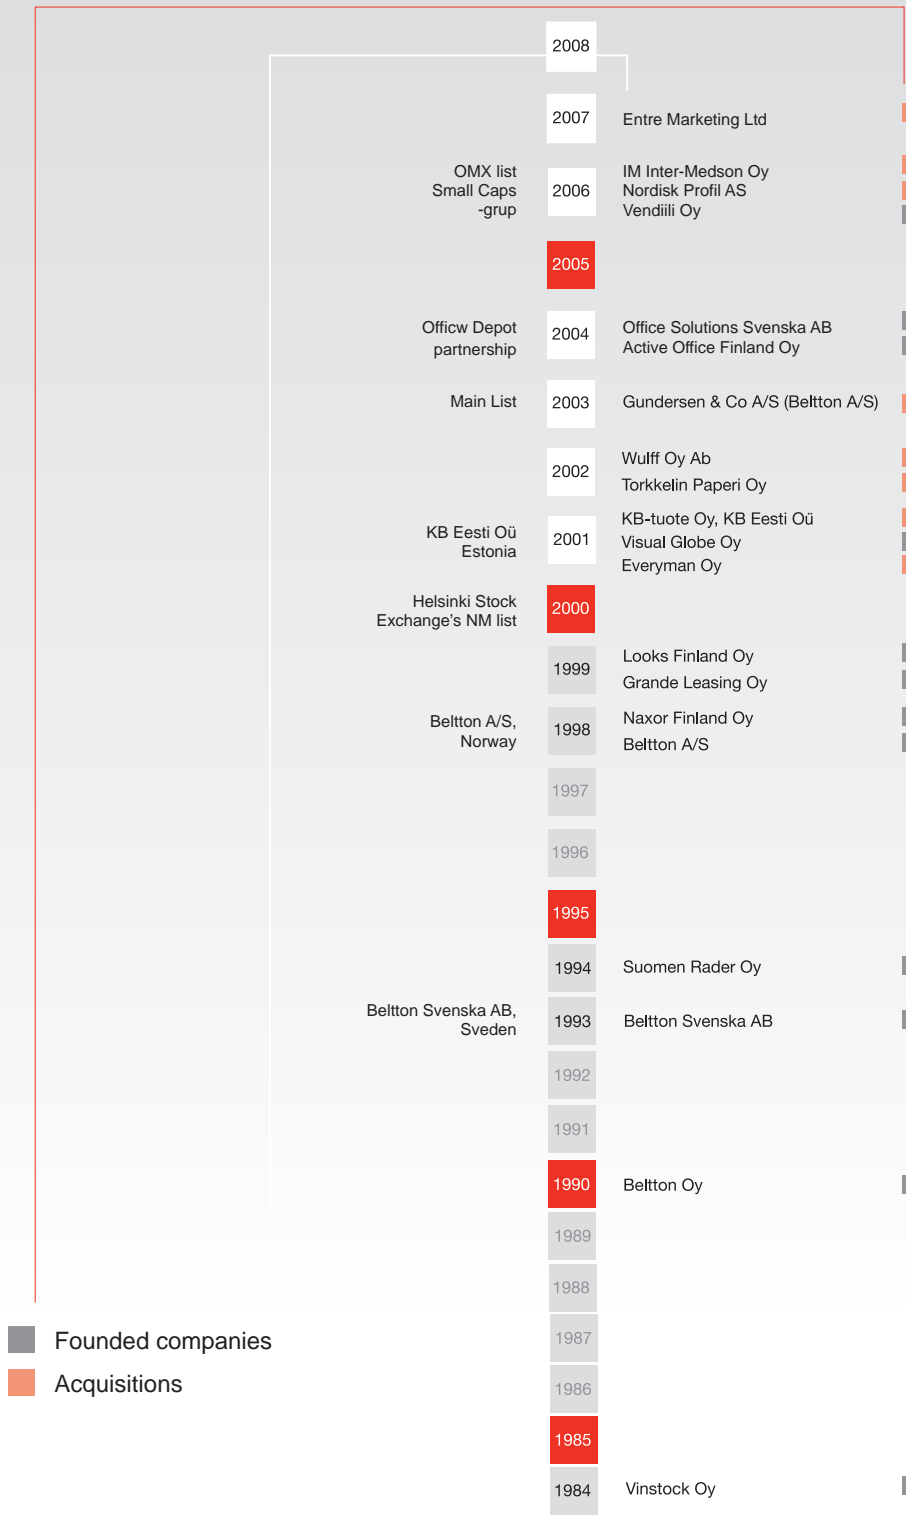 2008
2007 Entre Marketing Ltd
OMX list
Small Caps
-grup
2006
IM Inter-Medson Oy
Nordisk Profil AS
Vendiili Oy
2005
Officw Depot
partnership
2004
Office Solutions Svenska AB
Active Office Finland Oy
Main List
2003
Gundersen & Co A/S (Beltton A/S)
2002
Wulff Oy Ab
Torkkelin Paperi Oy
KB Eesti Oü
Estonia
2001
KB-tuote Oy, KB Eesti Oü
Visual Globe Oy
Everyman Oy
Helsinki Stock
Exchange's NM list
2000
1999
Looks Finland Oy
Grande Leasing Oy
Beltton A/S,
Norway
1998
Naxor Finland Oy
Beltton A/S
1997
1996
1995
1994
Suomen Rader Oy
Beltton Svenska AB,
Sveden
1993
Beltton Svenska AB
1992
1991
1990
Beltton Oy
1989
1988
1987
1986
1985
1984
Vinstock Oy
Founded companies
Acquisitions